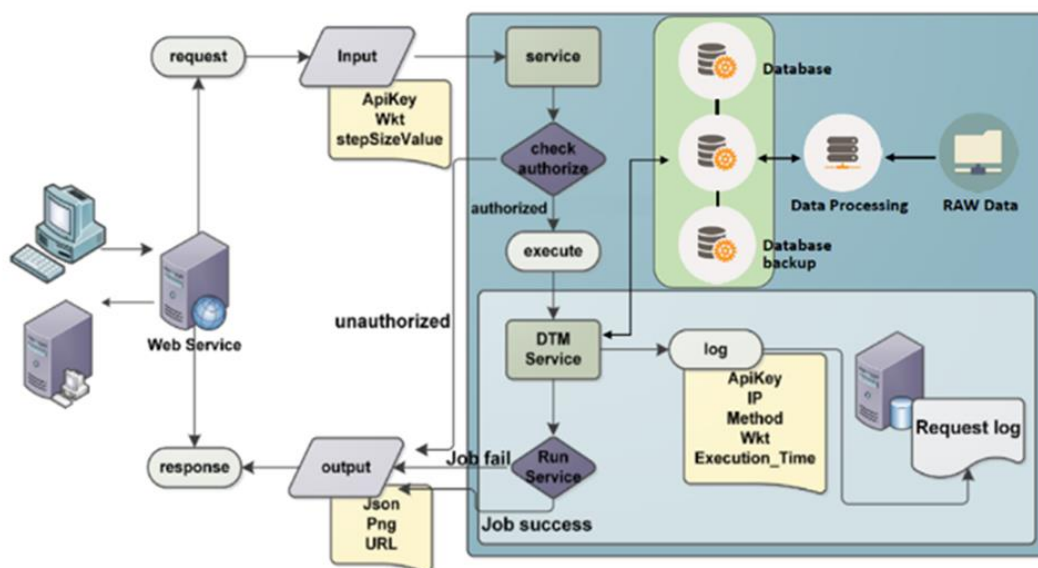 request
Input
ApiKey
Wkt
stepSizeValue
service
check
authorize
authorized
execute
unauthorized
Database
Database
backup
Data Processing
RAW Data
Web Service
DTM
Service
log
ApiKey
IP
Method
Wkt
Execution_Time
Request log
Run
Service
Job fail
Job success
output
Json
Png
URL
response